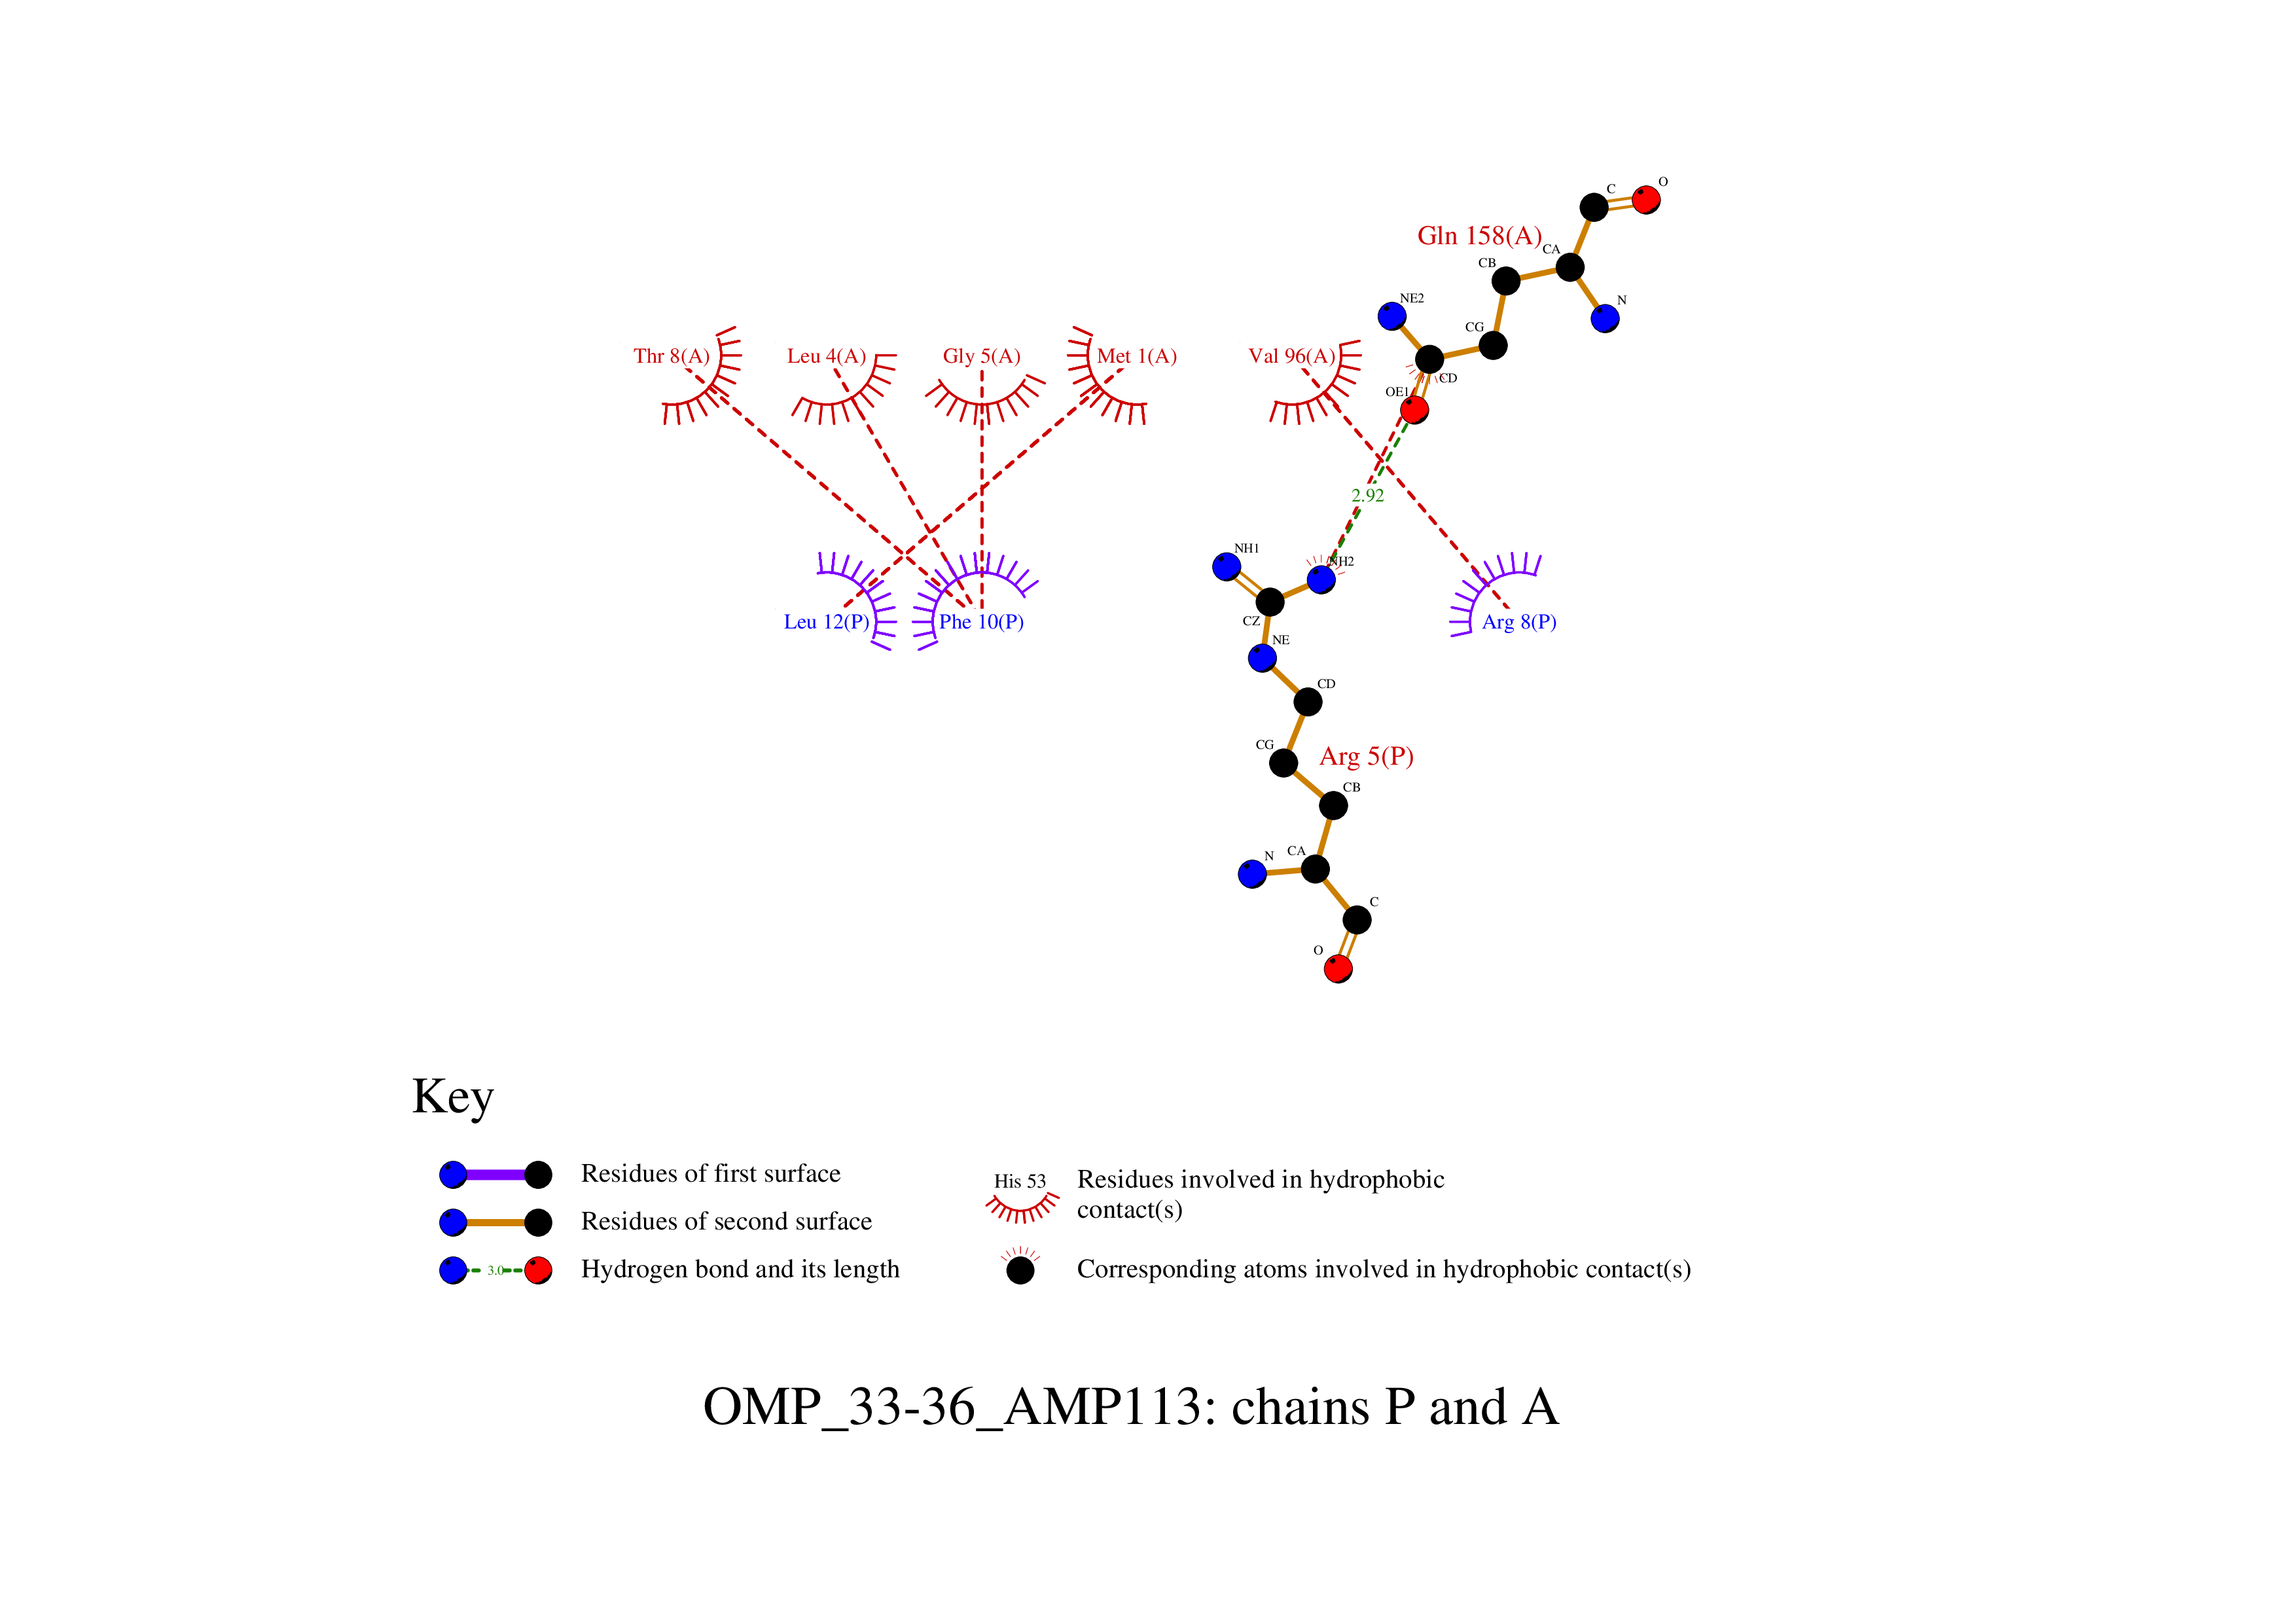 C
O
Gln 158(A)
CA
CB
NE2
N
CG
Thr 8(A)
Leu 4(A)
Gly 5(A)
Met 1(A)
Val 96(A)
CD
OE1
2.92
NH1
NH2
Leu 12(P)
Phe 10(P)
CZ
Arg 8(P)
NE
CD
CG
Arg 5(P)
CB
CA
N
C
O
Key
Residues of first surface
Residues of second surface
3.0
Hydrogen bond and its length
His 53
Residues involved in hydrophobic
contact(s)
Corresponding atoms involved in hydrophobic contact(s)
OMP_33-36_AMP113: chains P and A